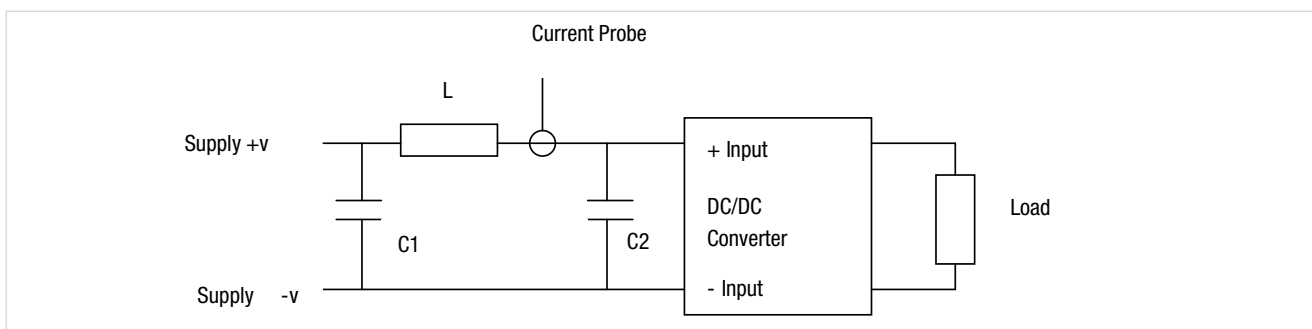 Current Probe
L
Supply +v
+ Input
DC/DC
Converter
Load
C1
C2
Supply -v
- Input